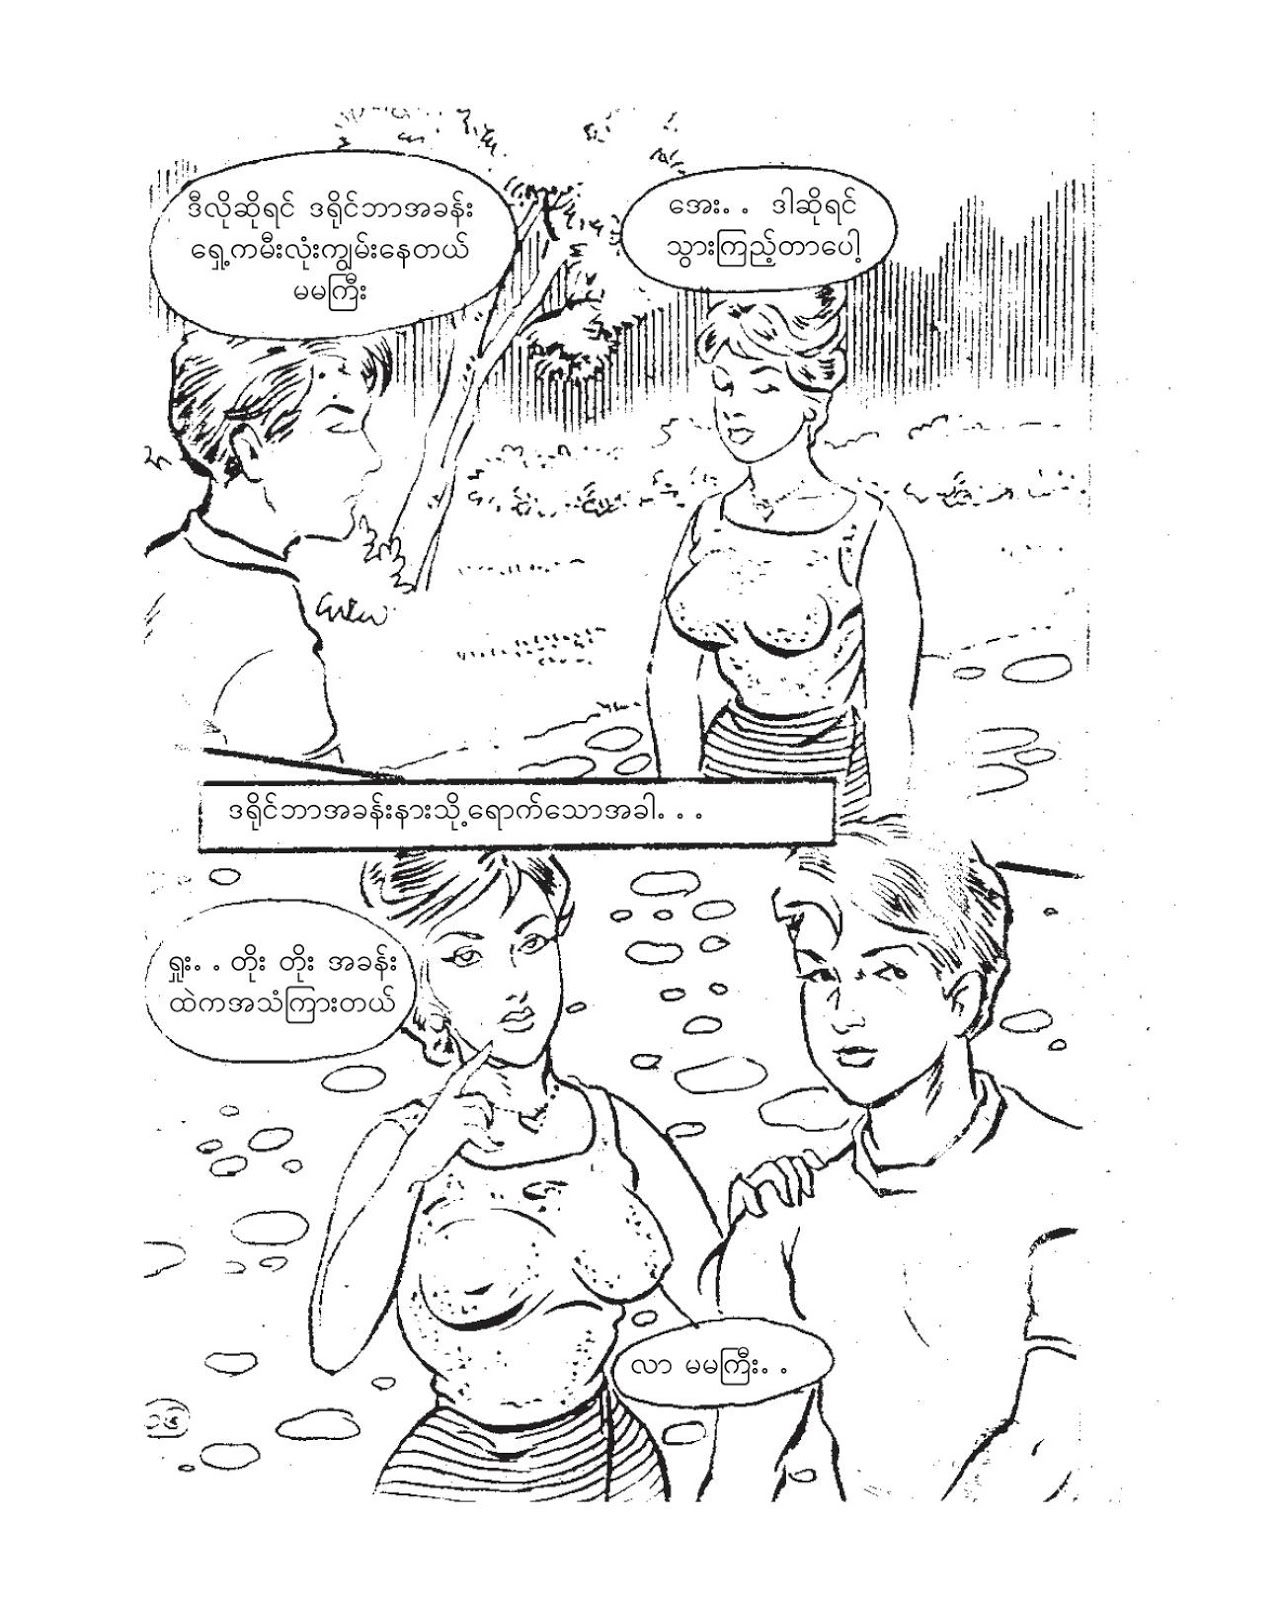 ဒီလိုဆိုရင် ဒရိုင်ဘာအခန်း
ရှေ့ကမီးလုံးကျွမ်းနေတယ်
မမကြီး
အေး. . ဒါဆိုရင်
သွားကြည့်တာပေါ့
ဒရိုင်ဘာအခန်းနားသို့ရောက်သောအခါ. . .
ရှူး. . တိုး တိုး အခန်း
ထဲကအသံကြားတယ်
လာ မမကြီး. .